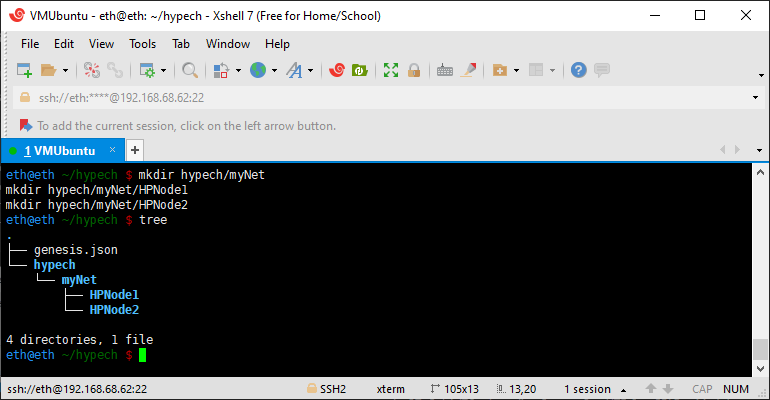 VMUbuntu - eth@eth: ~/hypech - Xshell 7 (Free for Home/School)
File Edit View Tools Tab Window Help
ssh://eth:****@192.168.68.62:22
To add the current session, click on the left arrow button.
1 VMUbuntu × +
eth@eth ~/hypech $ mkdir hypech/myNet
mkdir hypech/myNet/HPNode1
mkdir hypech/myNet/HPNode2
eth@eth ~/hypech $ tree
.
├── genesis.json
└── hypech
    └── myNet
        ├── HPNode1
        └── HPNode2
4 directories, 1 file
eth@eth ~/hypech $
ssh://eth@192.168.68.62:22 SSH2 xterm 105x13 13,20 1 session CAP NUM